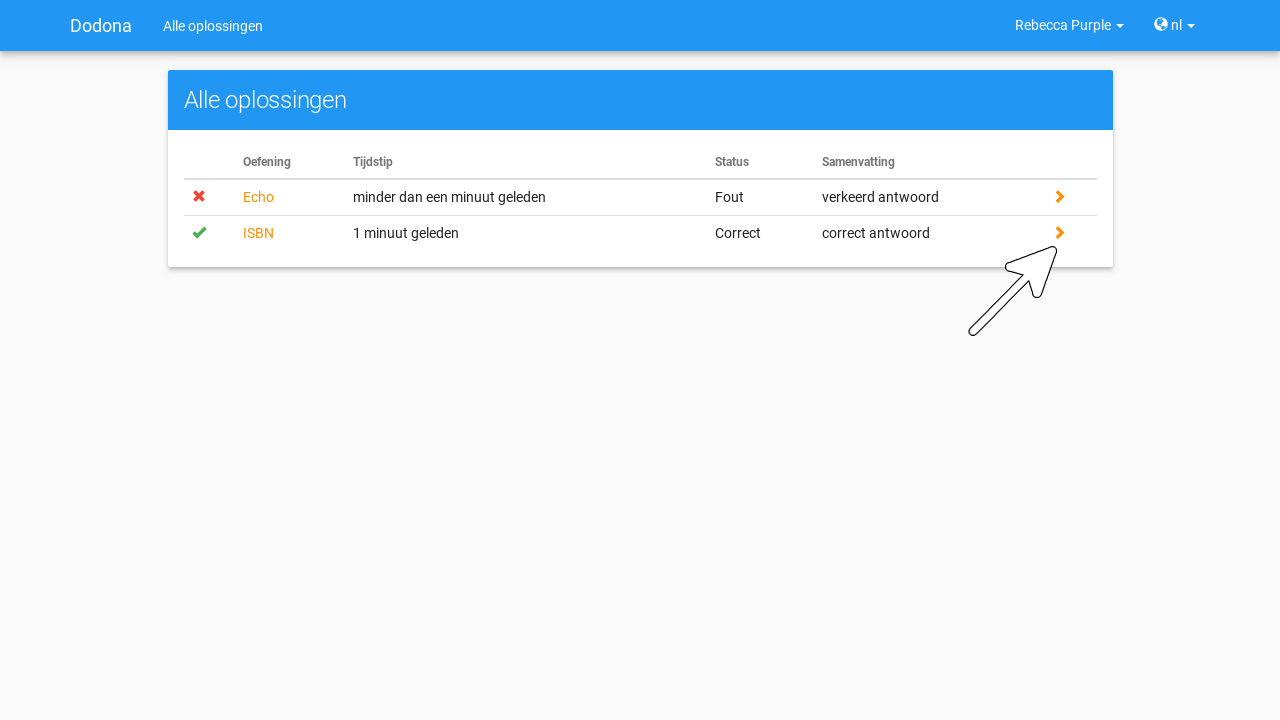 Dodona Alle oplossingen Rebecca Purple nl
Alle oplossingen
Oefening Tijdstip Status Samenvatting
Echo minder dan een minuut geleden Fout verkeerd antwoord
ISBN 1 minuut geleden Correct correct antwoord